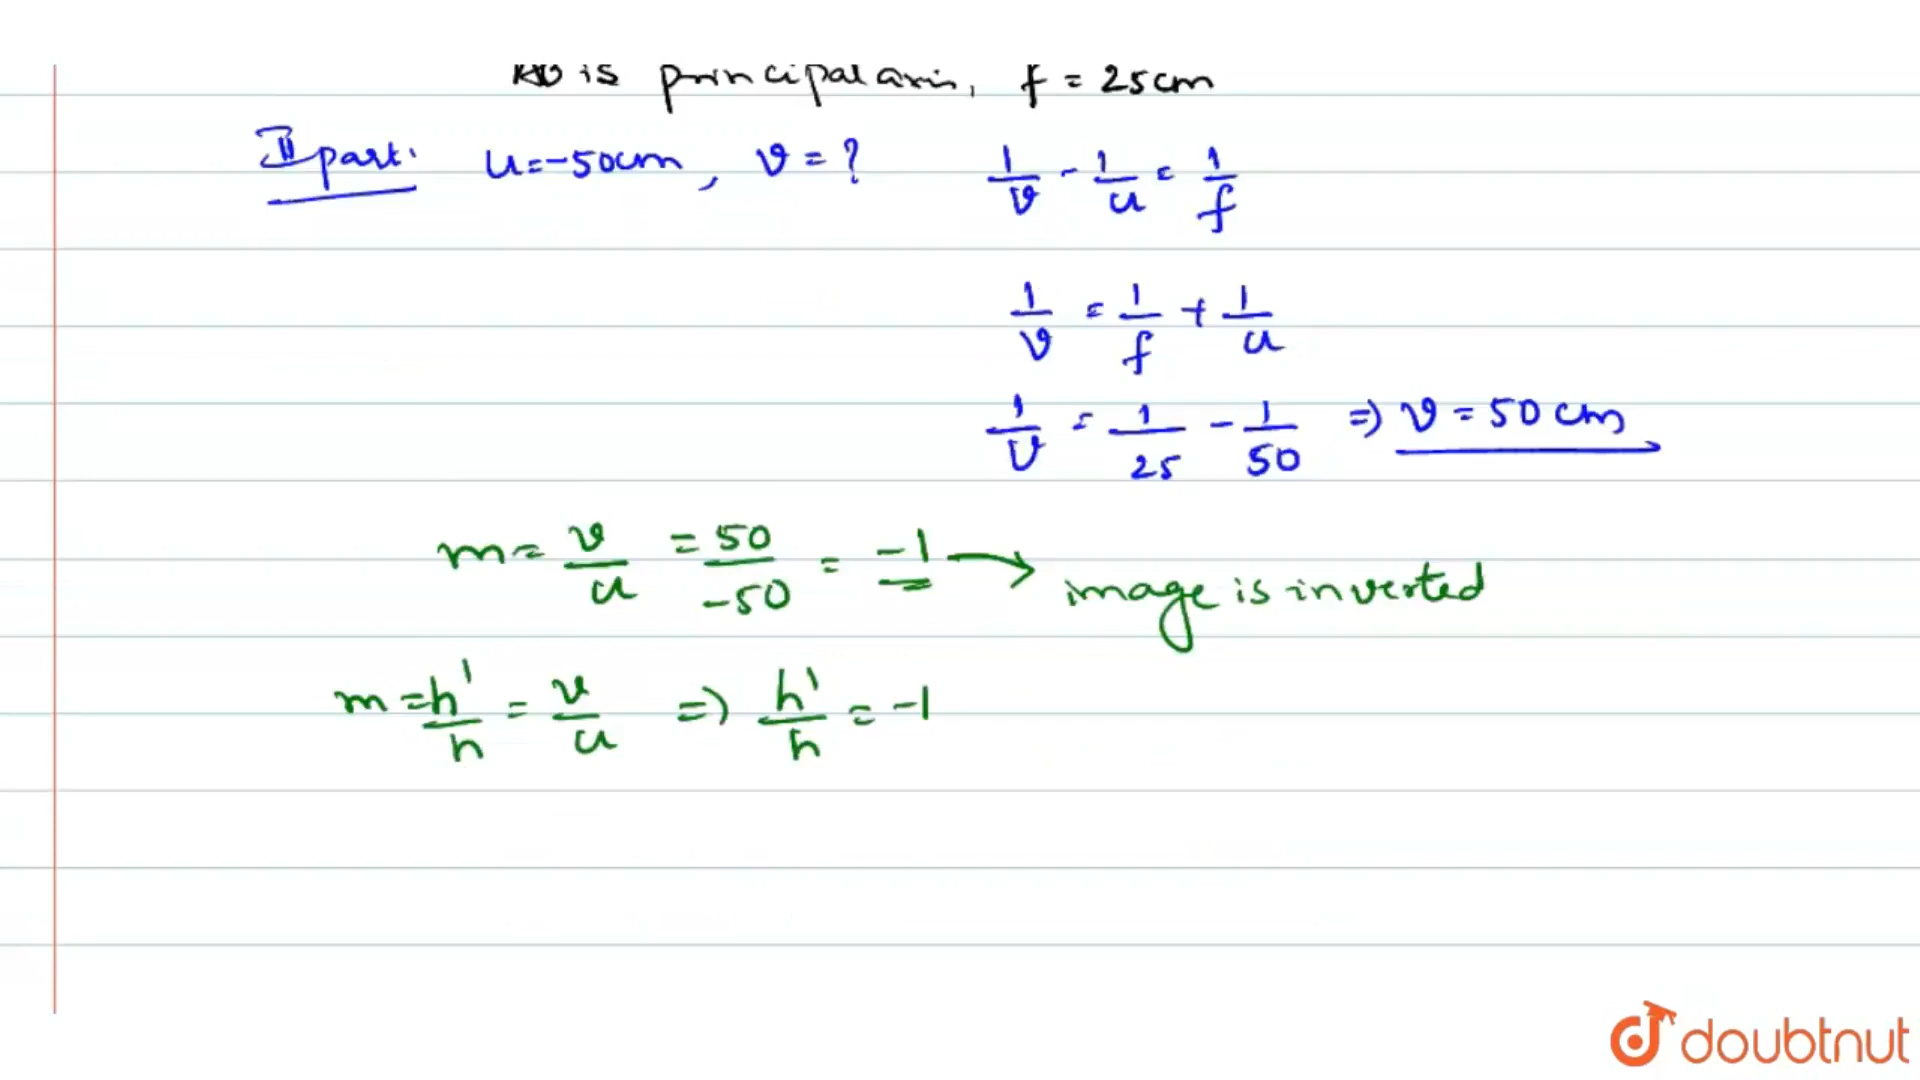 is principal axis, f = 25cm
II part: u = -50cm, v = ? 1/v - 1/u = 1/f
1/v = 1/f + 1/u
1/v = 1/25 - 1/50 => v = 50 cm
m = v/u = 50/-50 = -1 → image is inverted
m = h'/h = v/u => h'/h = -1
doubtnut